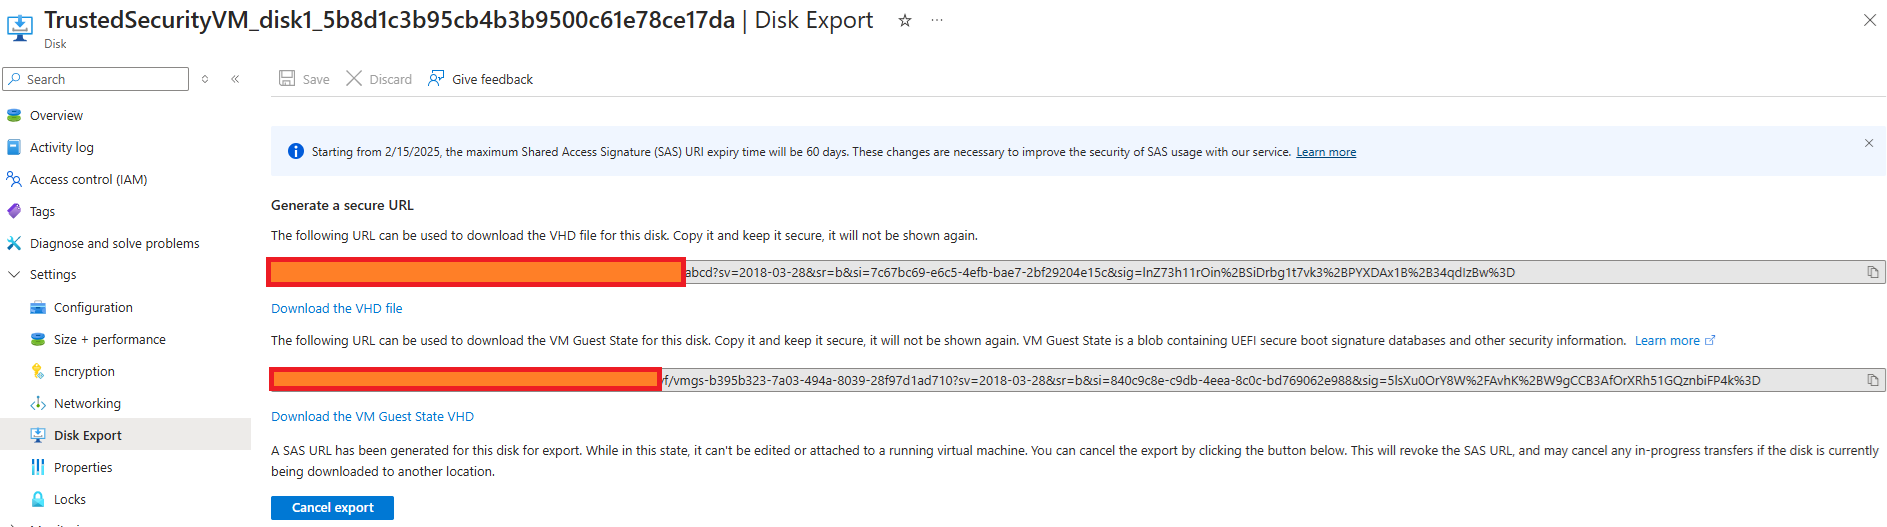 TrustedSecurityVM_disk1_5b8d1c3b95cb4b3b9500c61e78ce17da | Disk Export
Disk
Search
Save
Discard
Give feedback
Overview
Activity log
Access control (IAM)
Tags
Diagnose and solve problems
Settings
Configuration
Size + performance
Encryption
Networking
Disk Export
Properties
Locks
Starting from 2/15/2025, the maximum Shared Access Signature (SAS) URI expiry time will be 60 days. These changes are necessary to improve the security of SAS usage with our service. Learn more
Generate a secure URL
The following URL can be used to download the VHD file for this disk. Copy it and keep it secure, it will not be shown again.
abcd?sv=2018-03-28&sr=b&si=7c67bc69-e6c5-4efb-bae7-2bf29204e15c&sig=lnZ73h11rOin%2BSiDrbg1t7vk3%2BPYXDAx1B%2B34qdIzBw%3D
Download the VHD file
The following URL can be used to download the VM Guest State for this disk. Copy it and keep it secure, it will not be shown again. VM Guest State is a blob containing UEFI secure boot signature databases and other security information. Learn more
/vmgs-b395b323-7a03-494a-8039-28f97d1ad710?sv=2018-03-28&sr=b&si=840c9c8e-c9db-4eea-8c0c-bd769062e988&sig=5lsXu0OrY8W%2FAvhK%2BW9gCCB3AfOrXRh51GQznbiFP4k%3D
Download the VM Guest State VHD
A SAS URL has been generated for this disk for export. While in this state, it can't be edited or attached to a running virtual machine. You can cancel the export by clicking the button below. This will revoke the SAS URL, and may cancel any in-progress transfers if the disk is currently
being downloaded to another location.
Cancel export